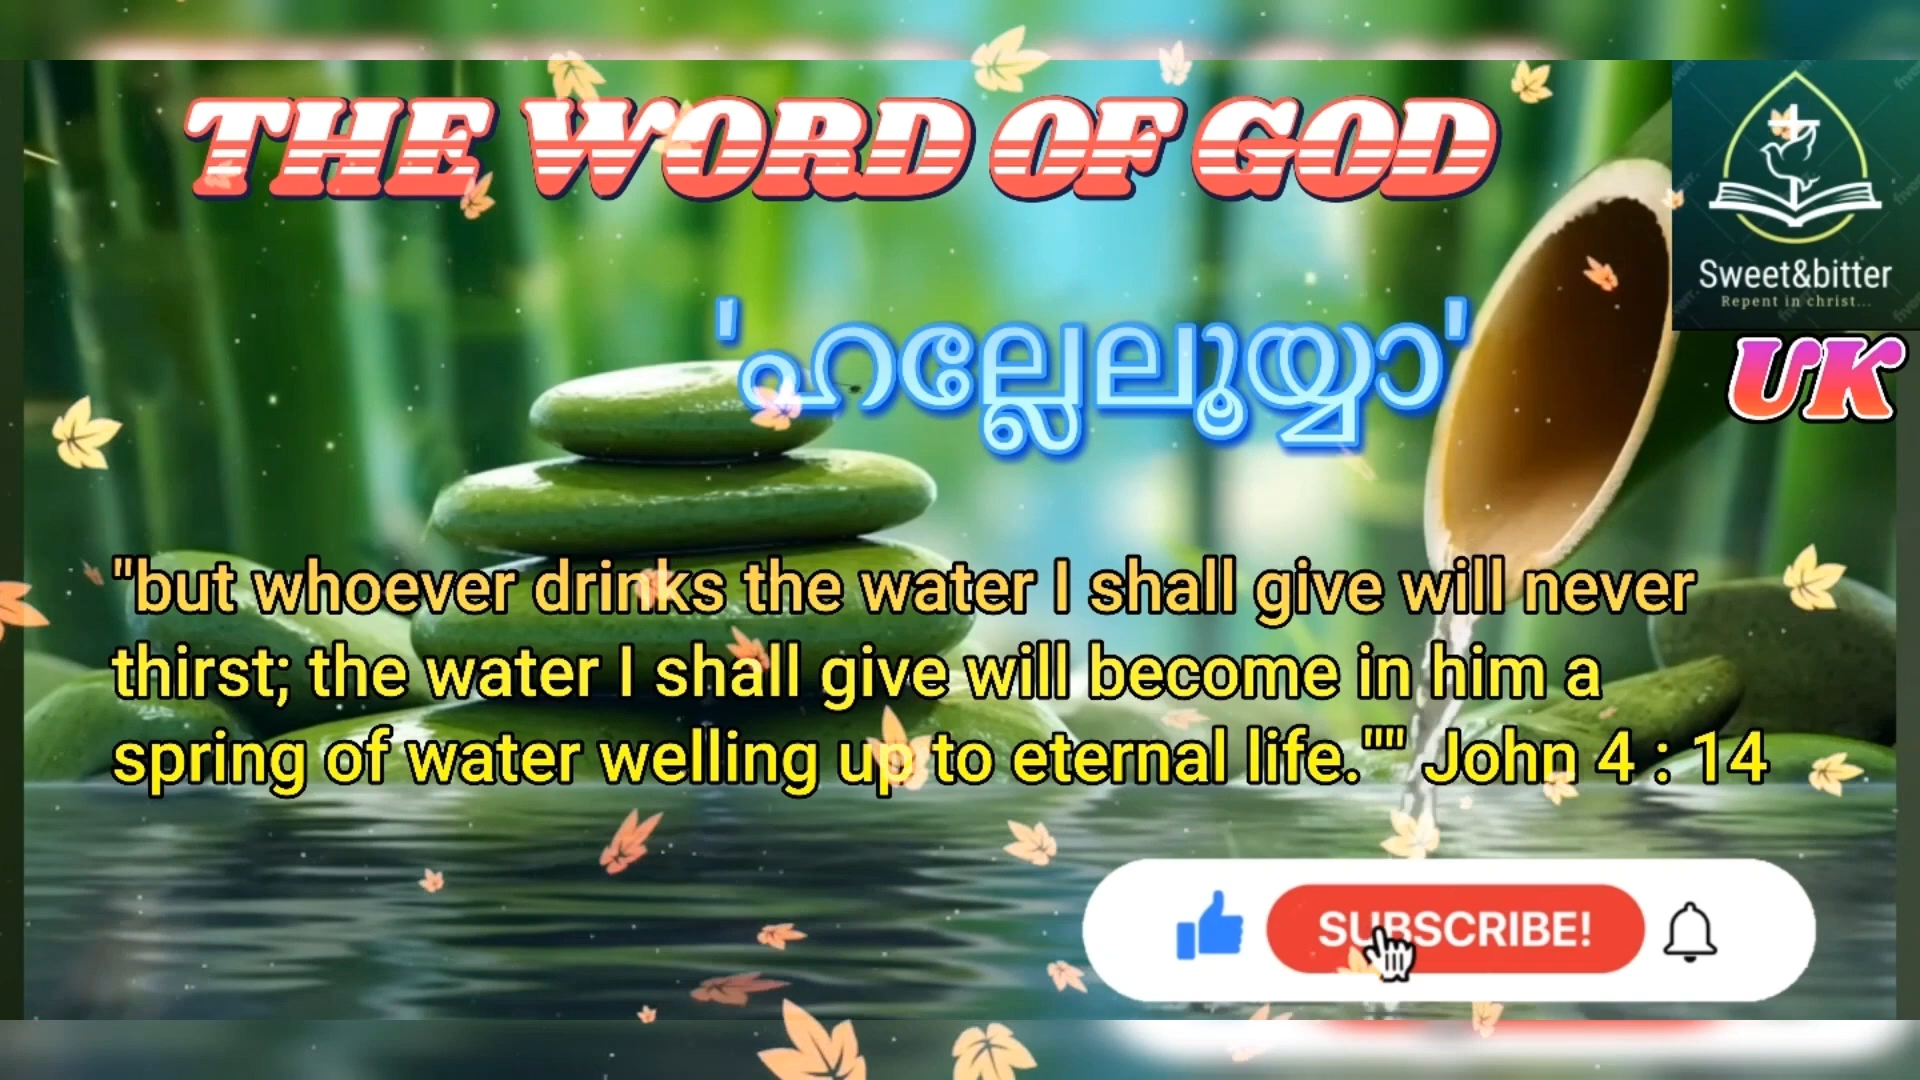 THE WORD OF GOD
Sweet&bitter
Repent in christ...
UK
'ഹല്ലേലൂയ്യാ'
"but whoever drinks the water I shall give will never
thirst; the water I shall give will become in him a
spring of water welling up to eternal life."" John 4 : 14
SUBSCRIBE!